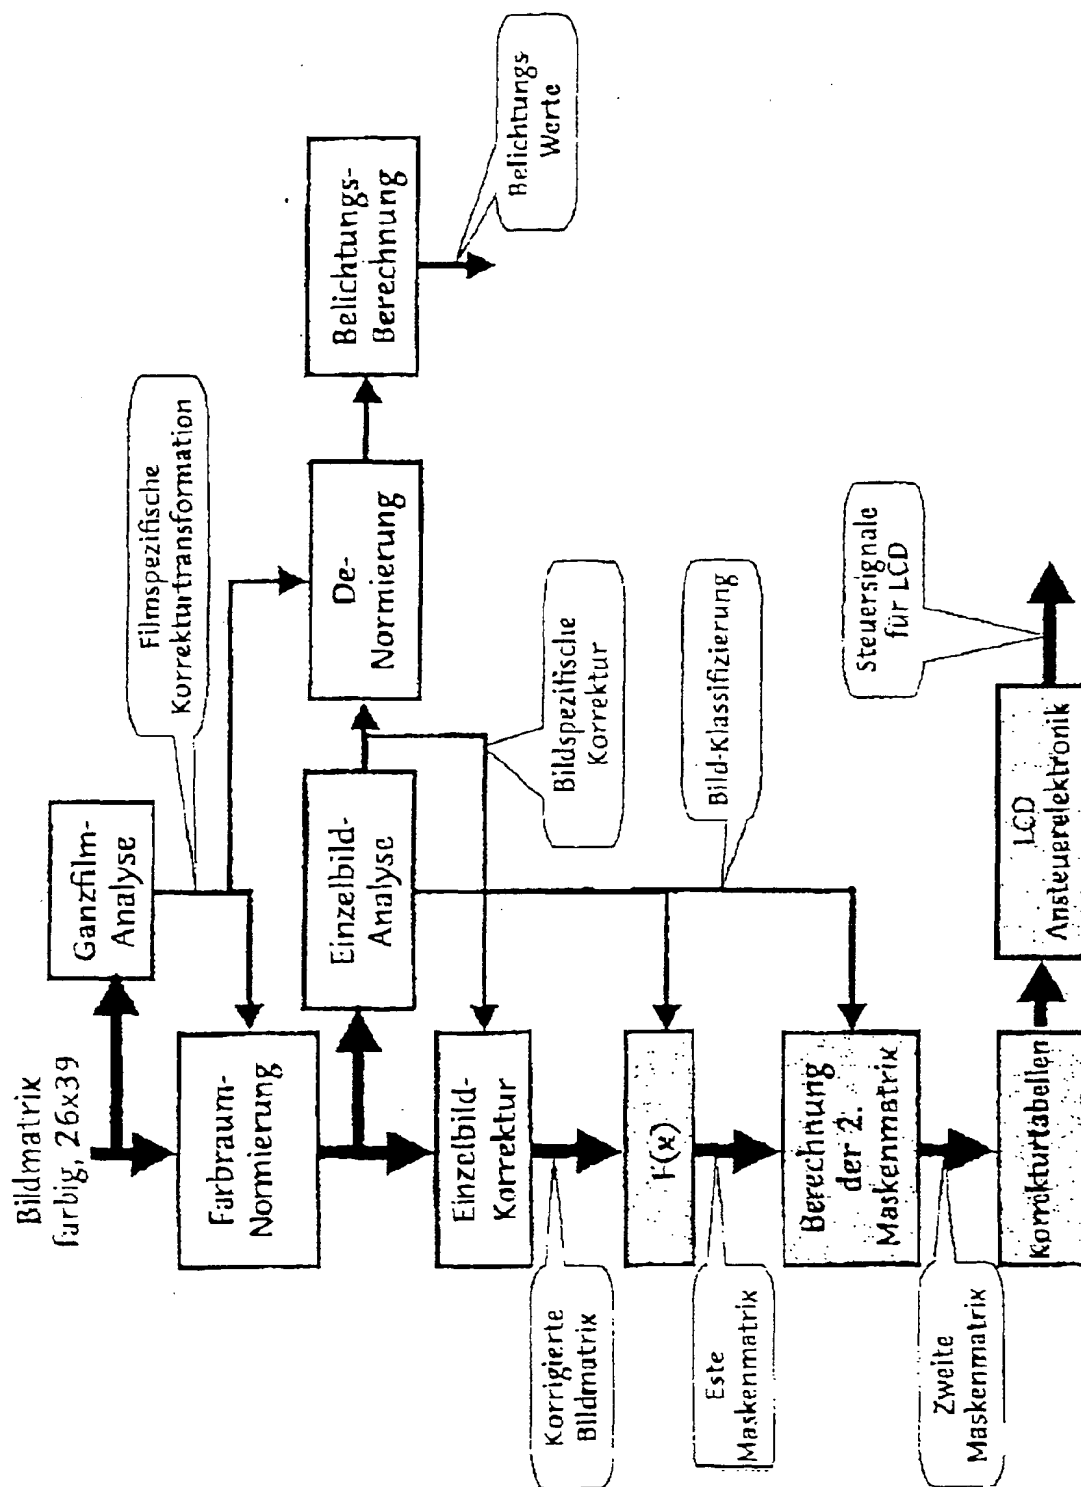 Bildmatrix
farbig, 26x39
Ganzfilm-
Analyse
Filmspezifische
Korrekturtransformation
Farbraum-
Normierung
Einzelbild-
Analyse
De-
Normierung
Belichtungs-
Berechnung
Belichtungs
Werte
Einzelbild-
Korrektur
Bildspezifische
Korrektur
Korrigierte
Bildmatrix
F(x)
Bild-Klassifizierung
Este
Maskenmatrix
Berechnung
der 2.
Maskenmatrix
Zweite
Maskenmatrix
Korrekturtabellen
LCD
Ansteuerelektronik
Steuersignale
für LCD